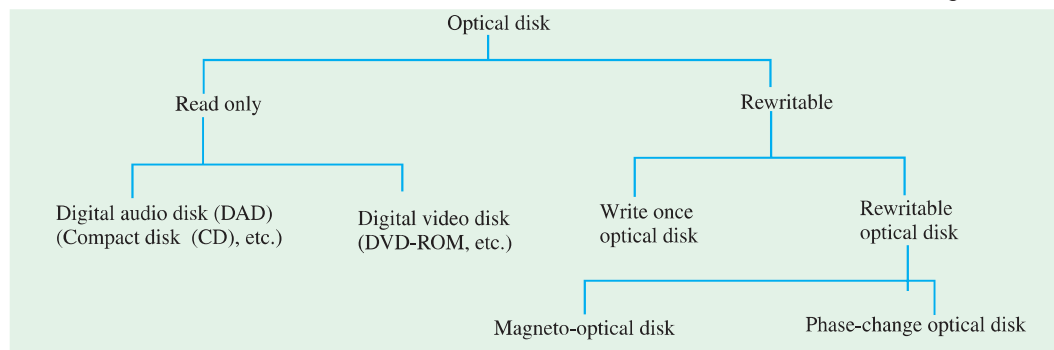 Optical disk
Read only
Rewritable
Digital audio disk (DAD)
(Compact disk (CD), etc.)
Digital video disk
(DVD-ROM, etc.)
Write once
optical disk
Rewritable
optical disk
Magneto-optical disk
Phase-change optical disk